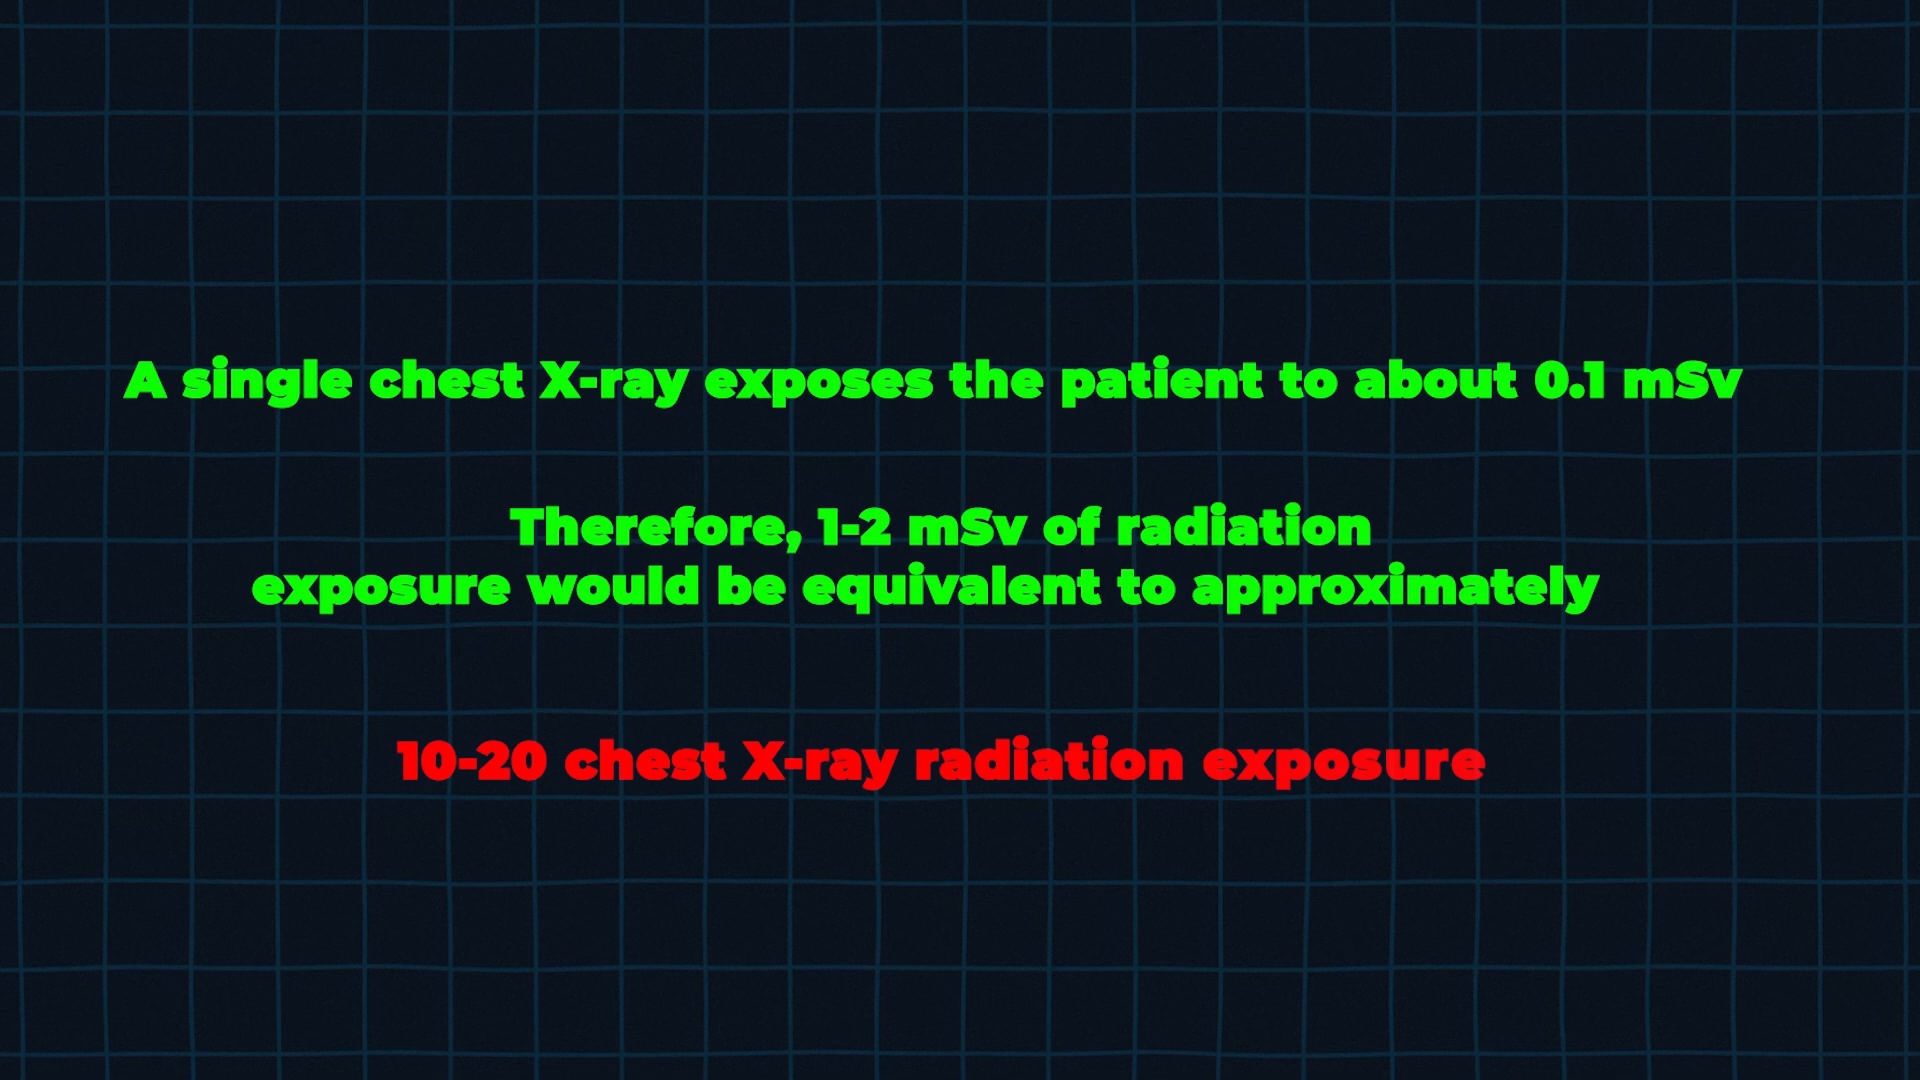 A single chest X-ray exposes the patient to about 0.1 mSv
Therefore, 1-2 mSv of radiation
exposure would be equivalent to approximately
10-20 chest X-ray radiation exposure